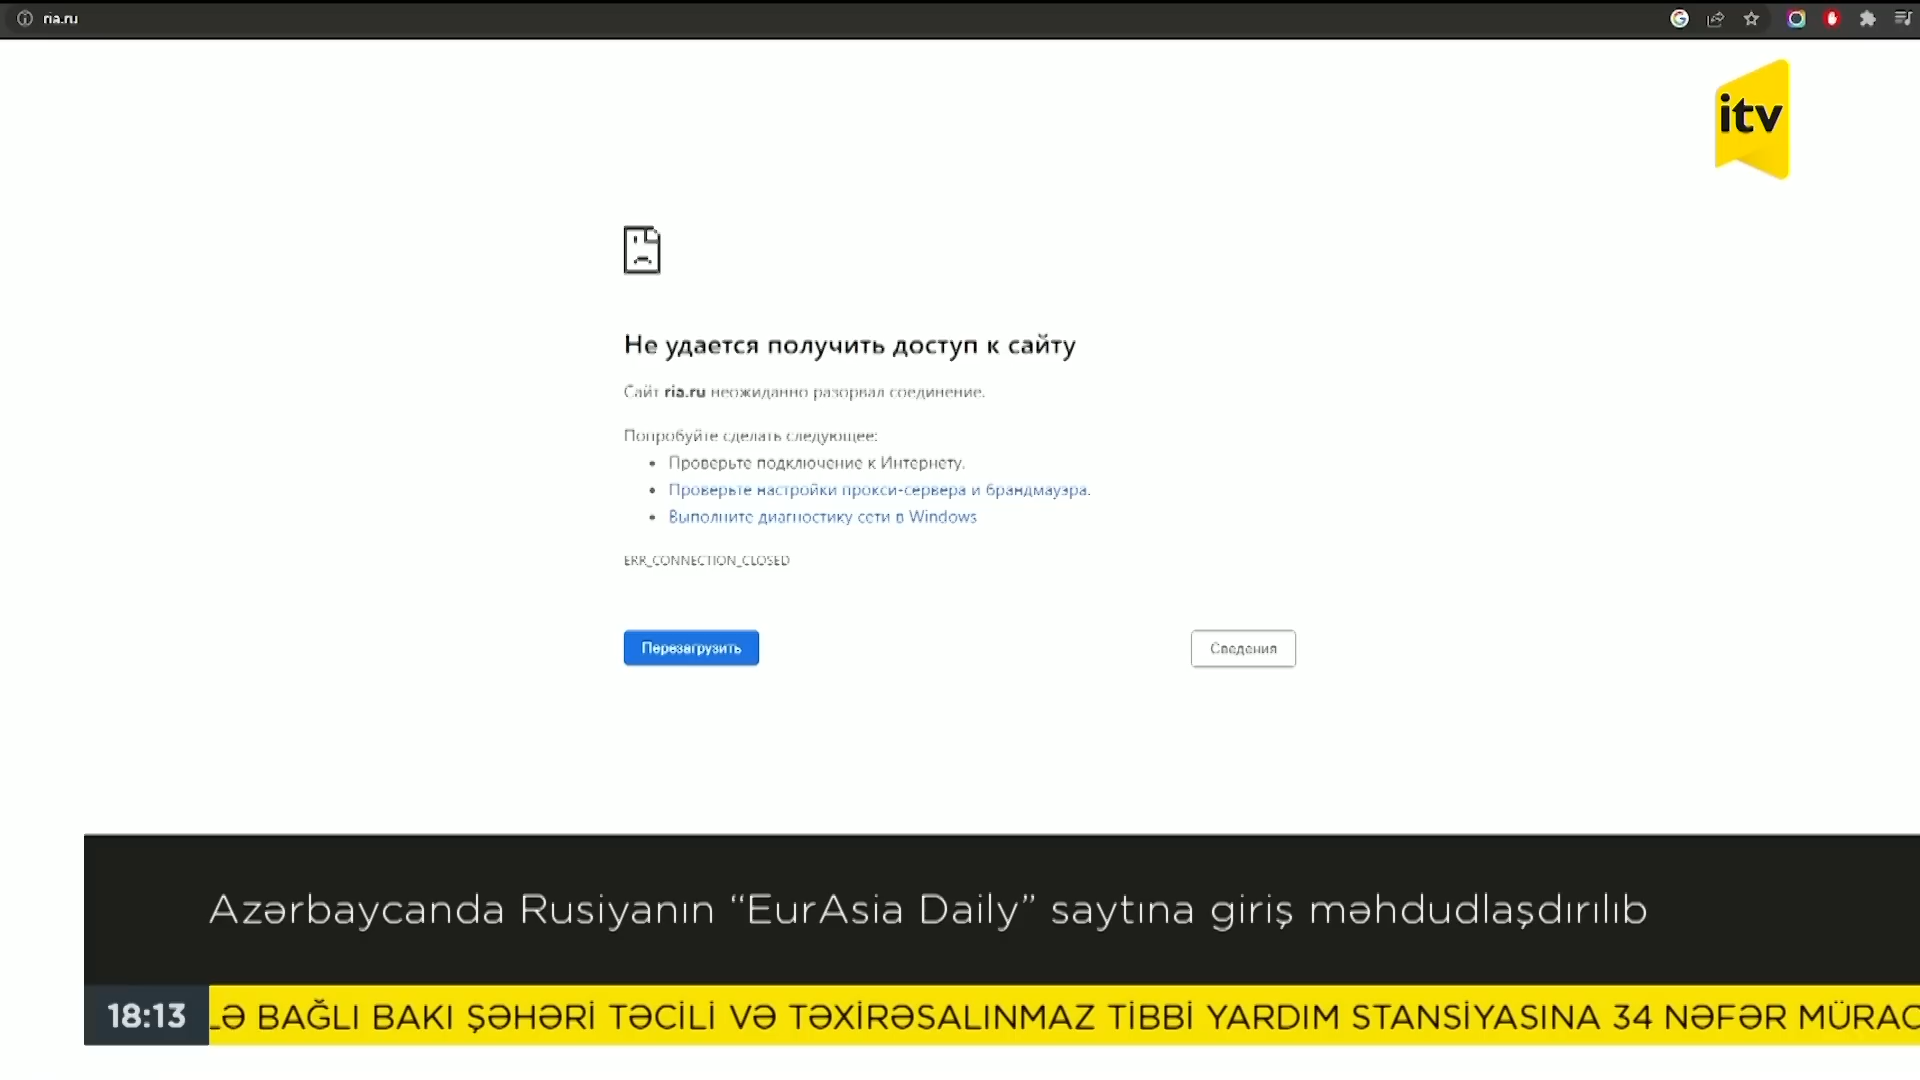 ria.ru
itv
Не удается получить доступ к сайту
Сайт ria.ru неожиданно разорвал соединение.
Попробуйте сделать следующее:
• Проверьте подключение к Интернету.
• Проверьте настройки прокси-сервера и брандмауэра.
• Выполните диагностику сети в Windows
ERR_CONNECTION_CLOSED
Перезагрузить
Сведения
Azərbaycanda Rusiyanın “EurAsia Daily” saytına giriş məhdudlaşdırılıb
18:13
LƏ BAĞLI BAKI ŞƏHƏRİ TƏCİLİ VƏ TƏXİRƏSALINMAZ TİBBİ YARDIM STANSİYASINA 34 NƏFƏR MÜRAC